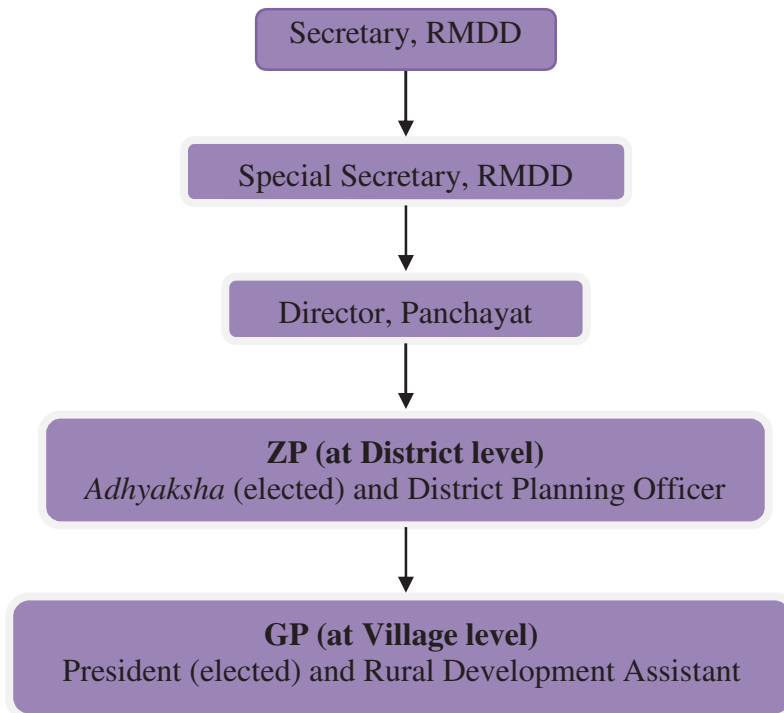 Secretary, RMDD
Special Secretary, RMDD
Director, Panchayat
ZP (at District level)
Adhyaksha (elected) and District Planning Officer
GP (at Village level)
President (elected) and Rural Development Assistant